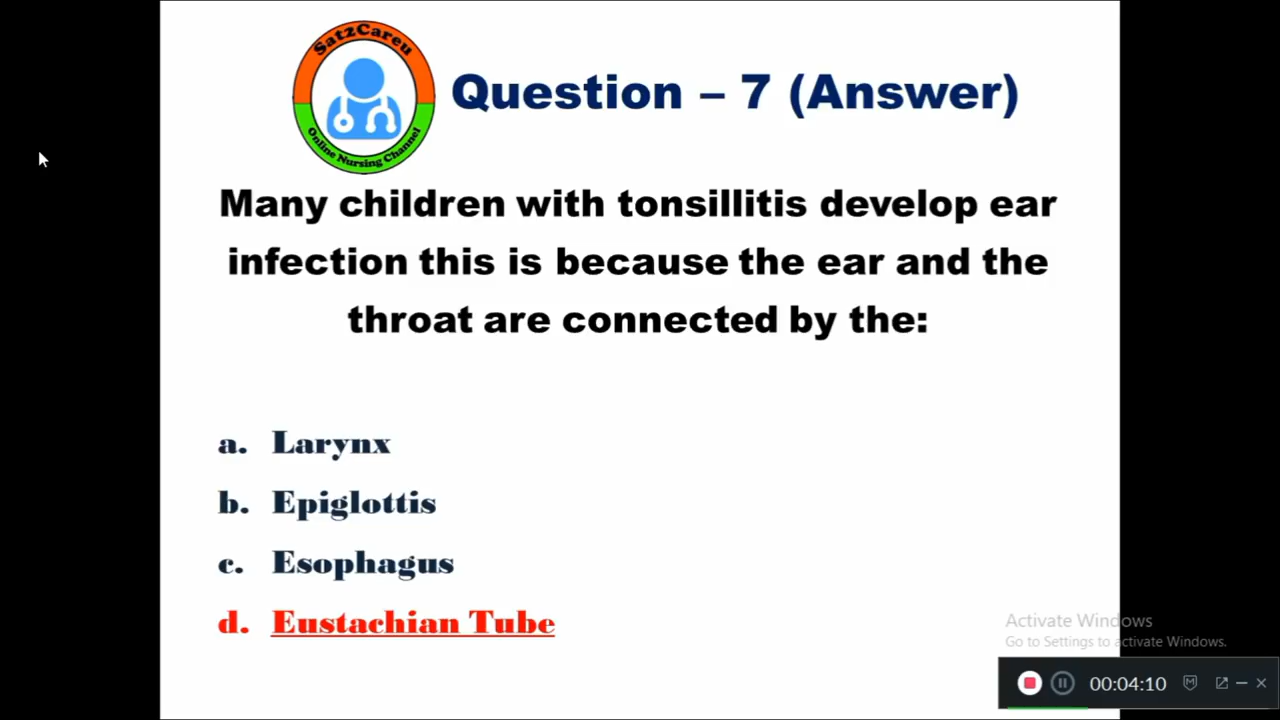 Sat2Careu
Online Nursing Channel
Question – 7 (Answer)
Many children with tonsillitis develop ear
infection this is because the ear and the
throat are connected by the:
a. Larynx
b. Epiglottis
c. Esophagus
d. Eustachian Tube
Activate Windows
Go to Settings to activate Windows.
00:04:10